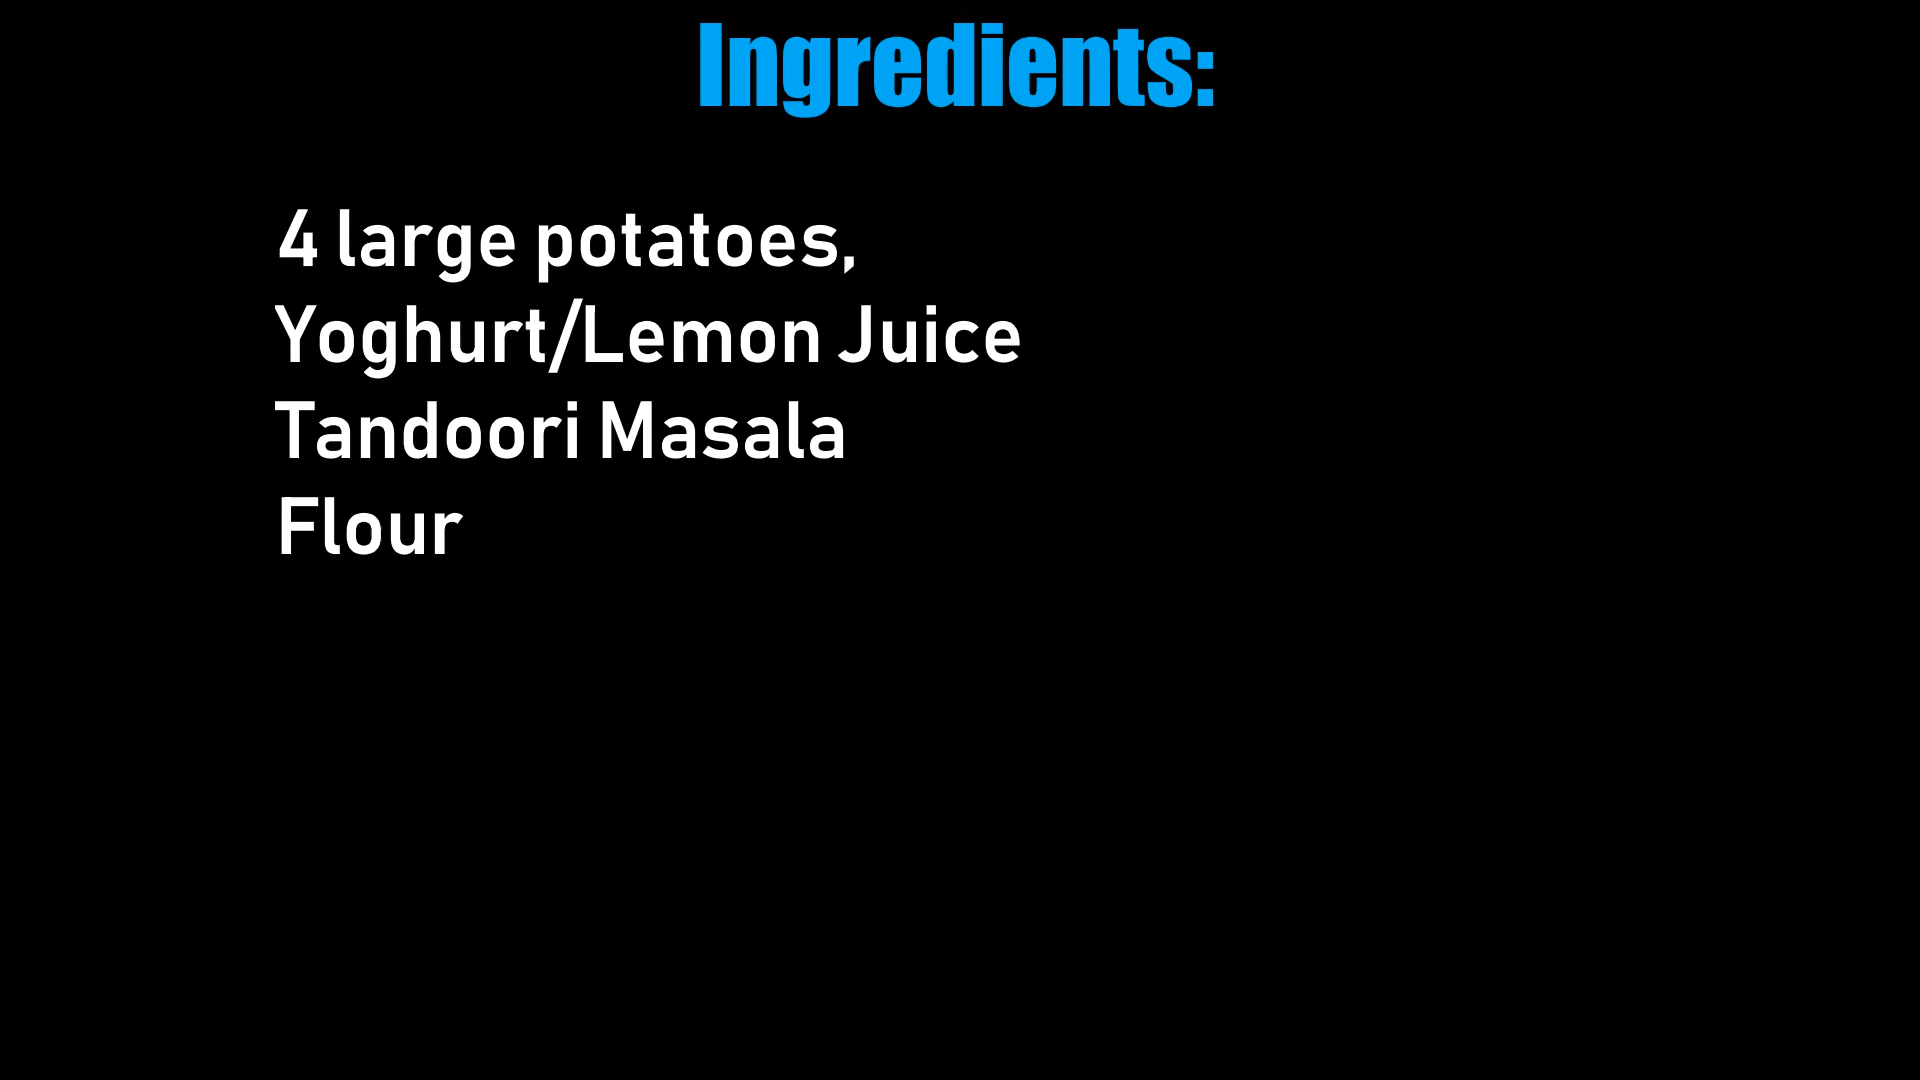 Ingredients:
4 large potatoes,
Yoghurt/Lemon Juice
Tandoori Masala
Flour